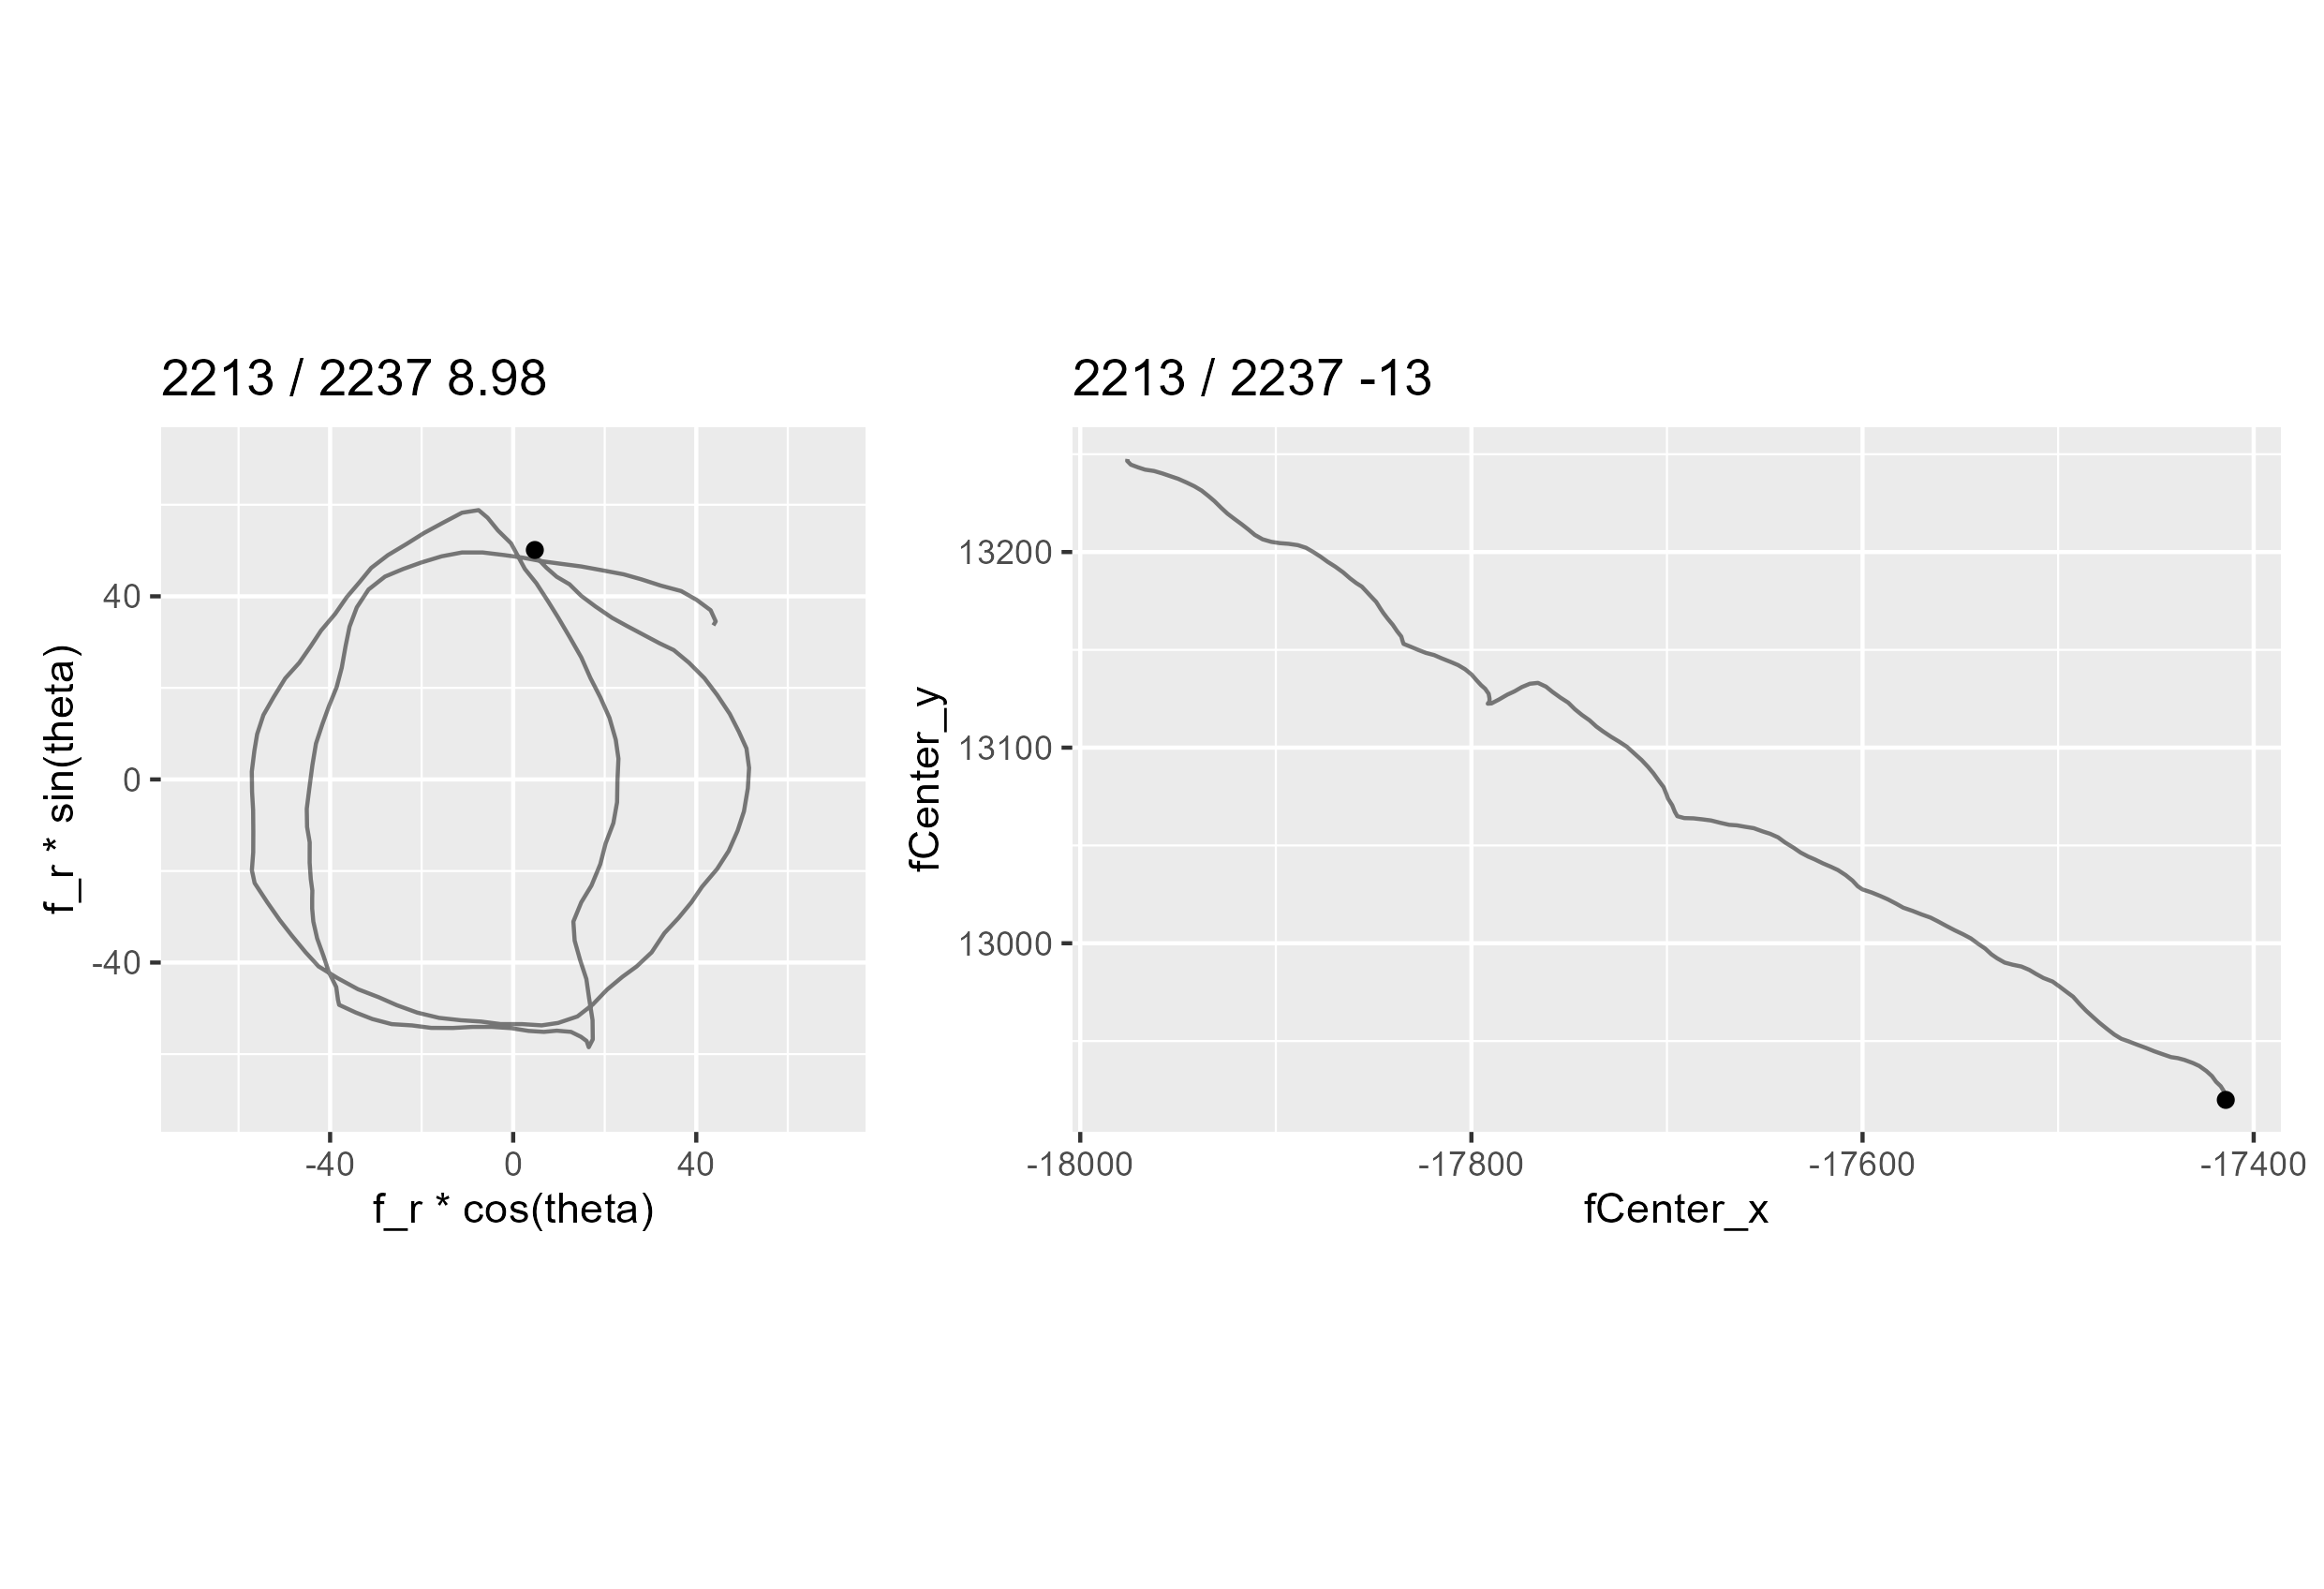 2213 / 2237 8.98
40
0
-40
-40
0
40
f_r * cos(theta)
f_r * sin(theta)
2213 / 2237 -13
13200
13100
13000
-18000
-17800
-17600
-17400
fCenter_x
fCenter_y